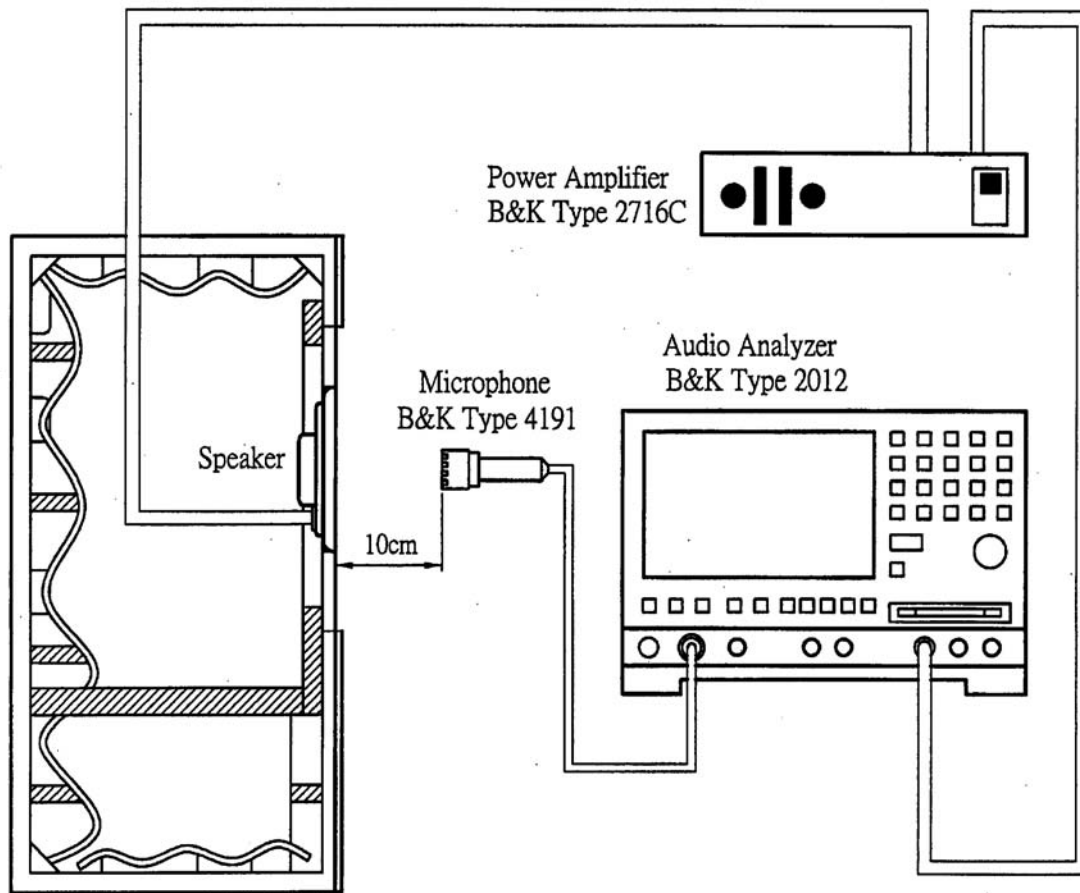 Power Amplifier
B&K Type 2716C
Audio Analyzer
B&K Type 2012
Microphone
B&K Type 4191
Speaker
10cm